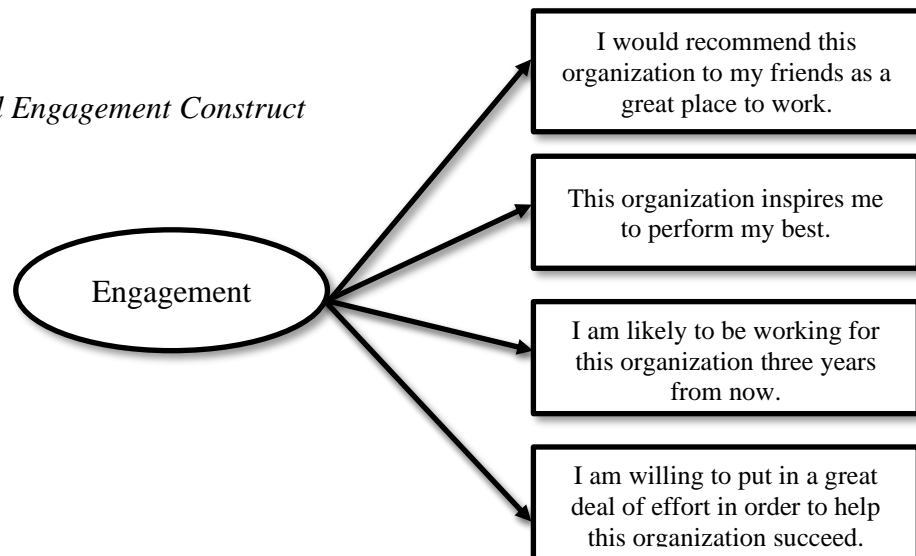 I would recommend this
organization to my friends as a
great place to work.
Engagement Construct
This organization inspires me
to perform my best.
Engagement
I am likely to be working for
this organization three years
from now.
I am willing to put in a great
deal of effort in order to help
this organization succeed.